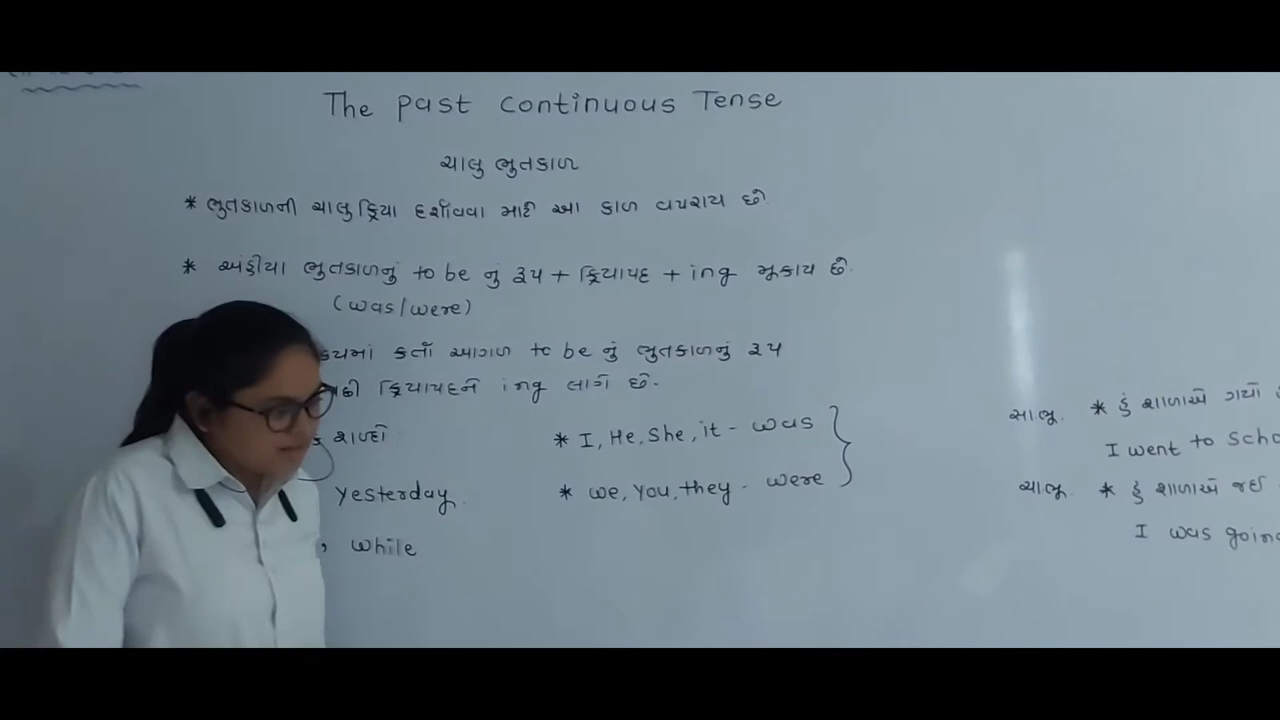 The past continuous Tense
ચાલુ ભુતકાળ
* ભુતકાળની ચાલુ ક્રિયા દર્શાવવા માટે આ કાળ વપરાય છે.
* અહીંયા ભુતકાળનું to be નું રૂપ + ક્રિયાપદ + ing મૂકાય છે.
(was/were)
કર્તા આગળ to be નું ભુતકાળનું રૂપ
ક્રિયાપદને ing લાગે છે.
શબ્દો
yesterday.
, while
* I, He, She, it - was
* we, you, they - were
સાભૂ. * હું શાળાએ ગયો
I went to
ચાભૂ. * હું શાળાએ જઈ
I was